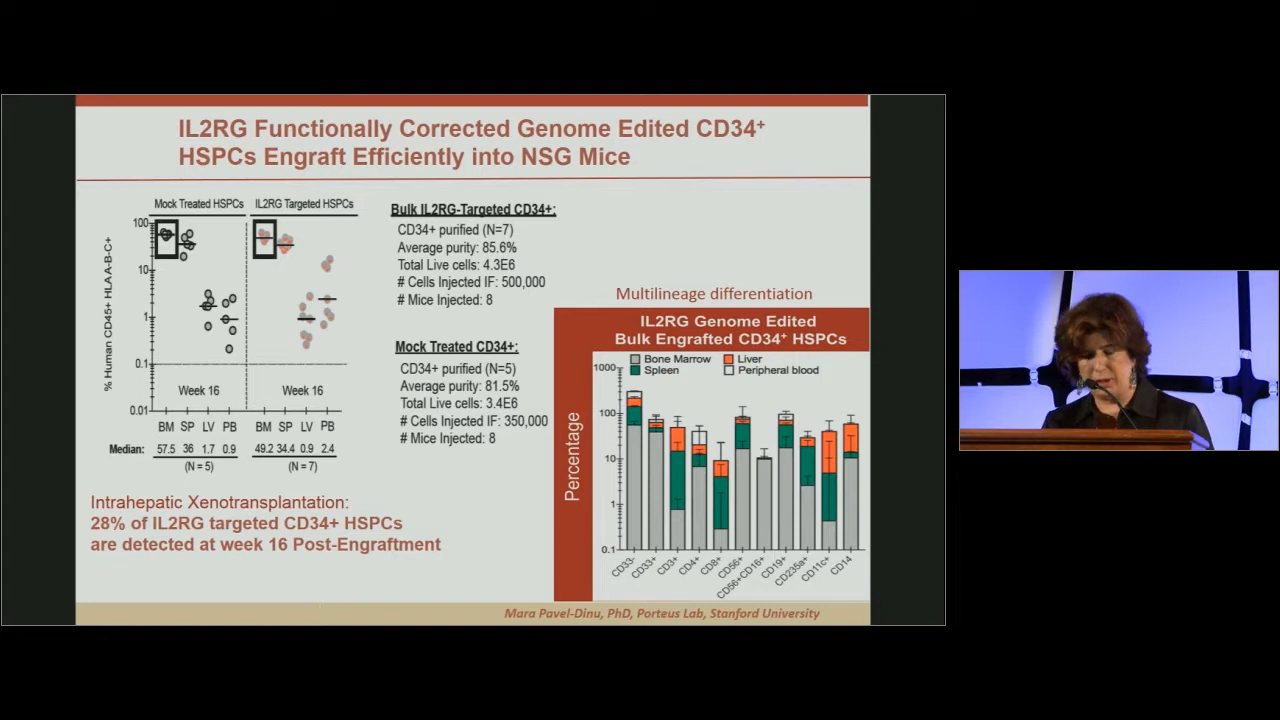 IL2RG Functionally Corrected Genome Edited CD34+
HSPCs Engraft Efficiently into NSG Mice
Mock Treated HSPCs
IL2RG Targeted HSPCs
% Human CD45+ HLA A-B-C+
100
10
1
0.1
0.01
Week 16
Week 16
BM SP LV PB
BM SP LV PB
Median: 57.5 36 1.7 0.9
49.2 34.4 0.9 2.4
(N = 5)
(N = 7)
Bulk IL2RG-Targeted CD34+:
CD34+ purified (N=7)
Average purity: 85.6%
Total Live cells: 4.3E6
# Cells Injected IF: 500,000
# Mice Injected: 8
Mock Treated CD34+:
CD34+ purified (N=5)
Average purity: 81.5%
Total Live cells: 3.4E6
# Cells Injected IF: 350,000
# Mice Injected: 8
Intrahepatic Xenotransplantation:
28% of IL2RG targeted CD34+ HSPCs
are detected at week 16 Post-Engraftment
Multilineage differentiation
IL2RG Genome Edited
Bulk Engrafted CD34+ HSPCs
Bone Marrow
Liver
Spleen
Peripheral blood
Percentage
1000
100
10
1
0.1
CD33-
CD33+
CD3+
CD4+
CD8+
CD56+
CD56+CD16+
CD19+
CD235a+
CD11c+
CD14
Mara Pavel-Dinu, PhD, Porteus Lab, Stanford University